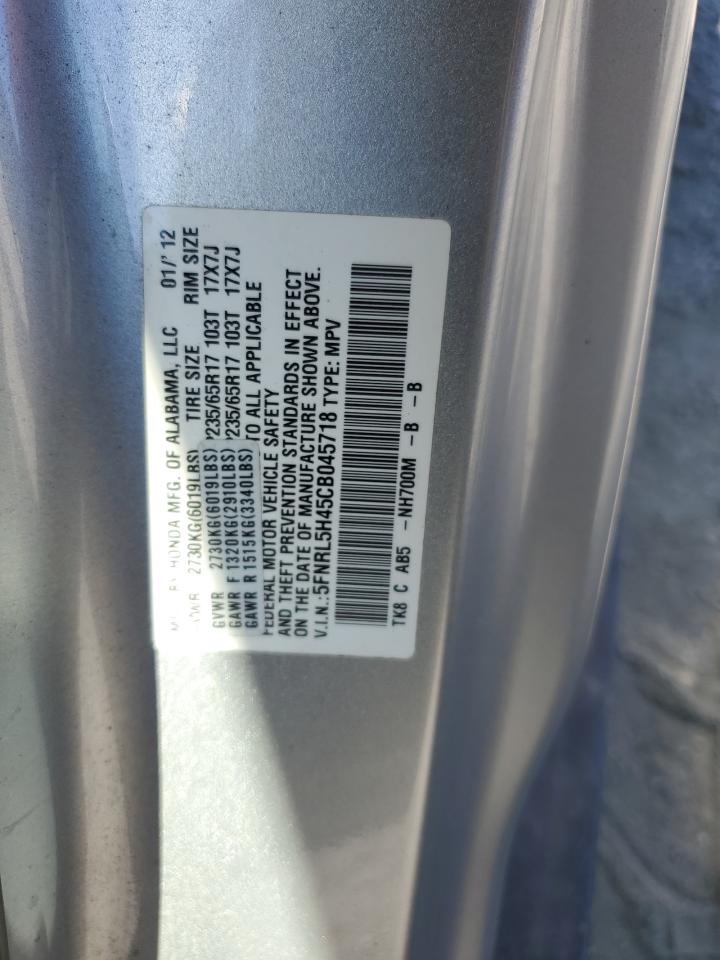 HONDA MFG. OF ALABAMA, LLC 01/'12
2730KG(6019LBS) TIRE SIZE RIM SIZE
GVWR 2730KG(6019LBS)
GAWR F 1320KG(2910LBS) P235/65R17 103T 17X7J
GAWR R 1515KG(3340LBS) P235/65R17 103T 17X7J
TO ALL APPLICABLE
FEDERAL MOTOR VEHICLE SAFETY
AND THEFT PREVENTION STANDARDS IN EFFECT
ON THE DATE OF MANUFACTURE SHOWN ABOVE.
V.I.N.:5FNRL5H45CB045718 TYPE: MPV
TK8 C AB5 -NH700M -B -B